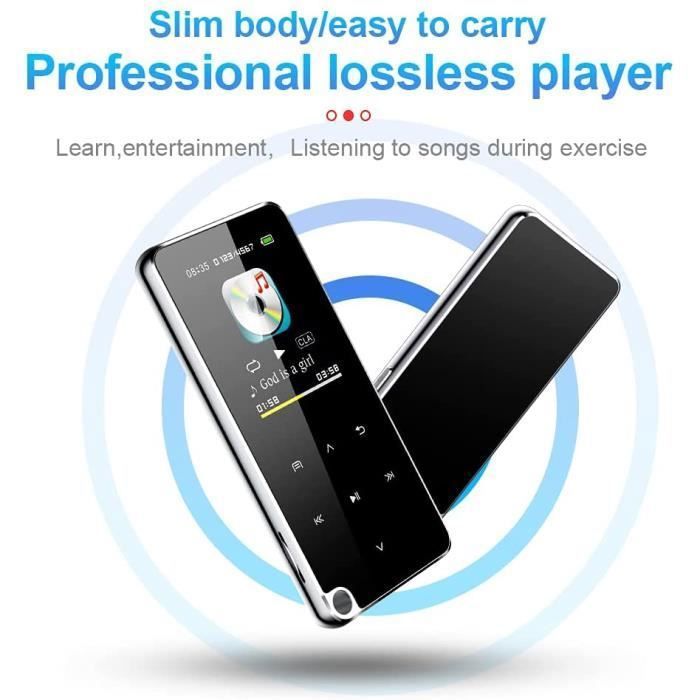 Slim body/easy to carry
Professional lossless player
Learn,entertainment, Listening to songs during exercise
08:35 0123/4567
CLA
God is a girl
01:58 03:58